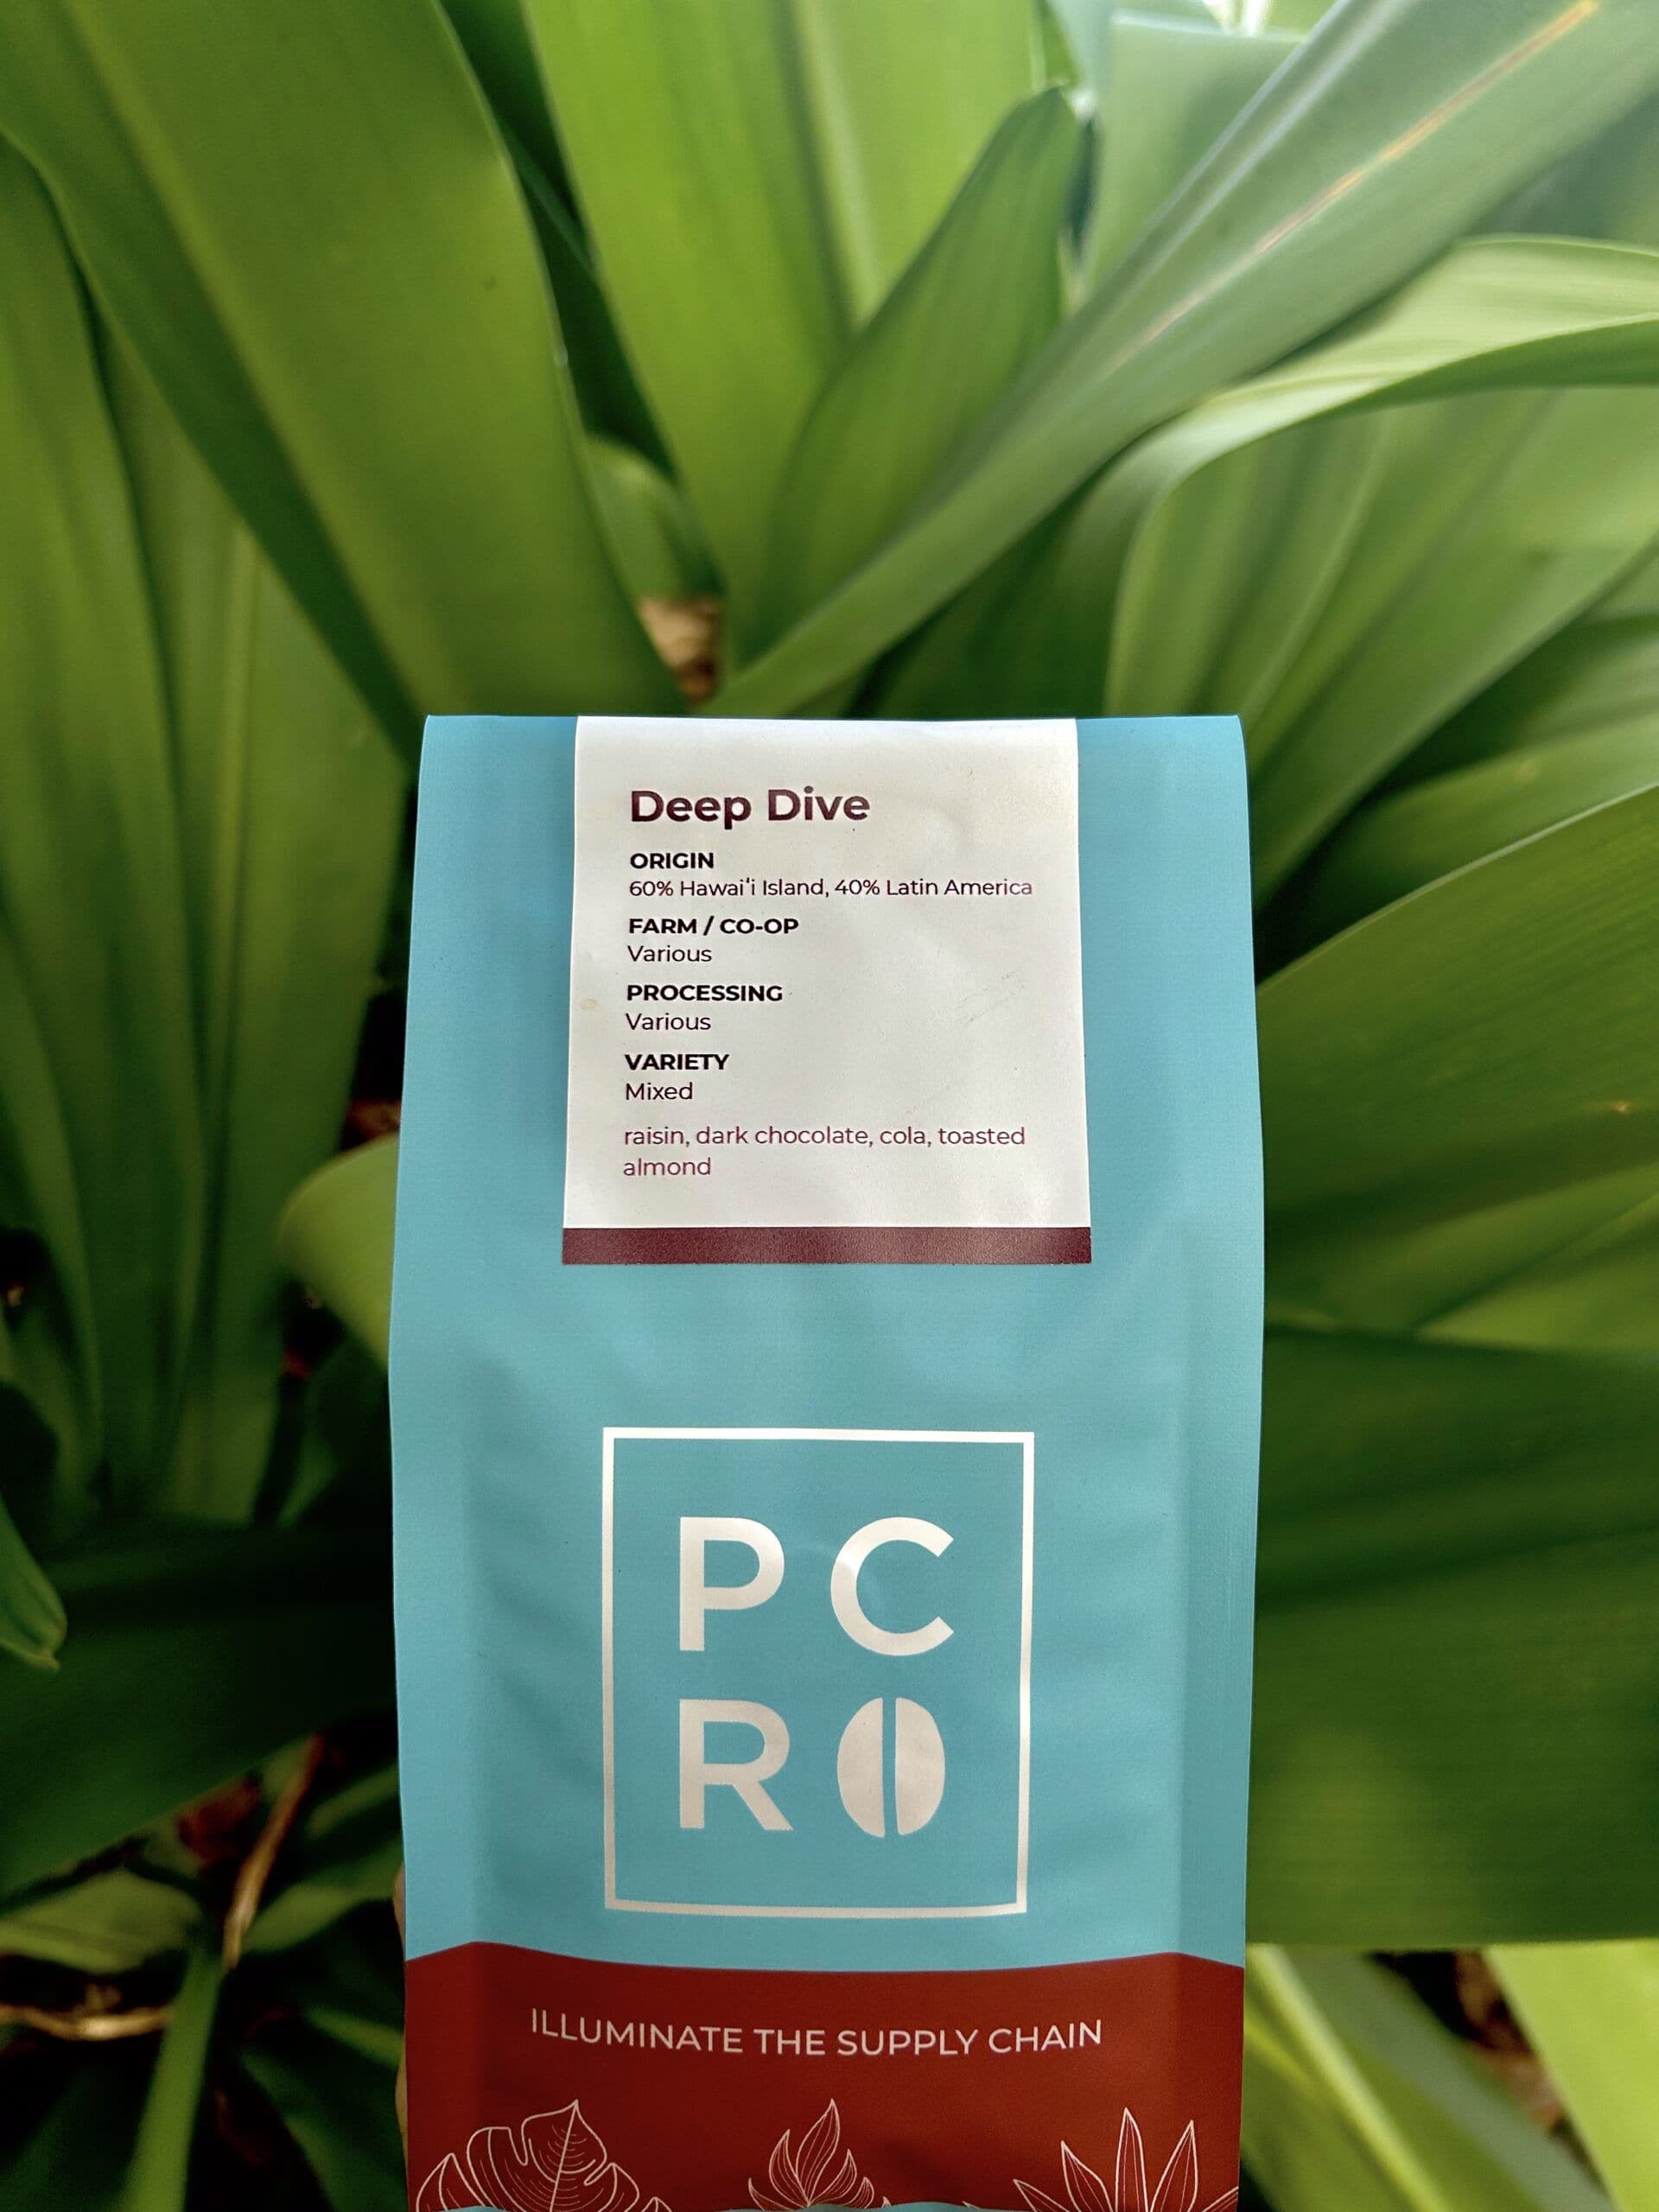 Deep Dive
ORIGIN
60% Hawaiʻi Island, 40% Latin America
FARM / CO-OP
Various
PROCESSING
Various
VARIETY
Mixed
raisin, dark chocolate, cola, toasted
almond
PC
RO
ILLUMINATE THE SUPPLY CHAIN